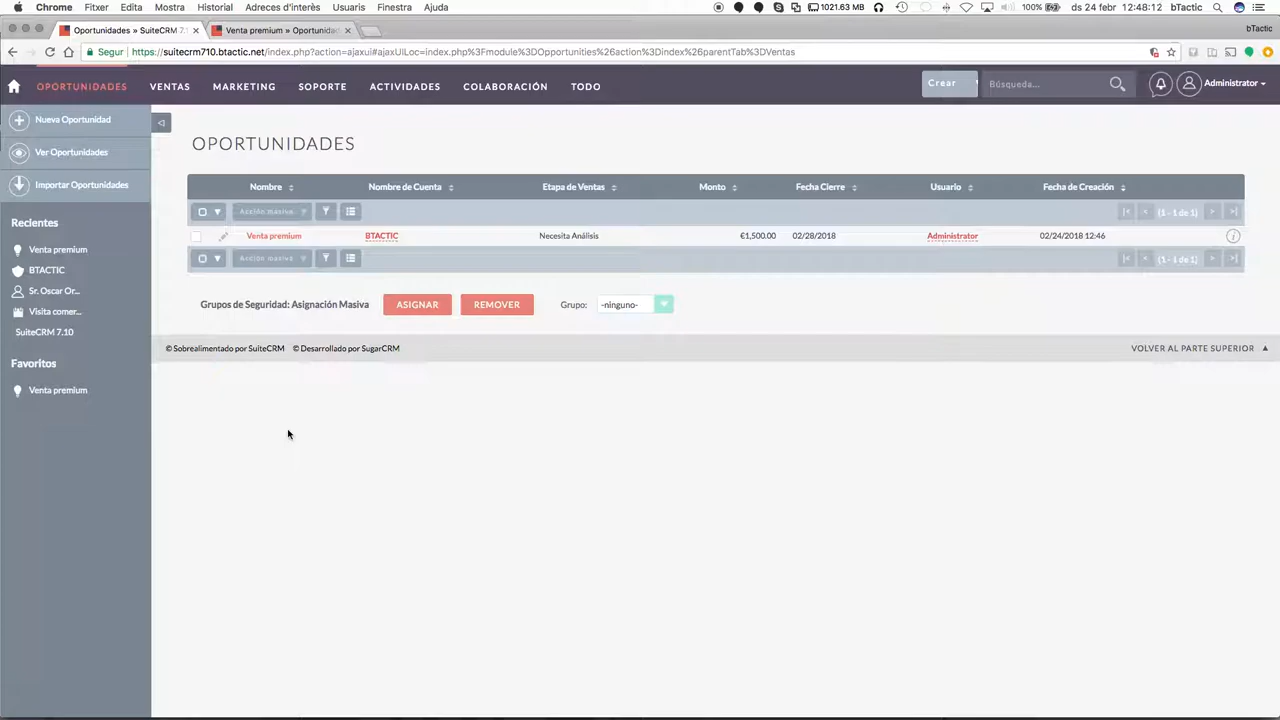 Chrome Fitxer Edita Mostra Historial Adreces d'interès Usuaris Finestra Ajuda 1021.63 MB 100% ds 24 febr 12:48:12 bTactic
Oportunidades » SuiteCRM 7.1 × Venta premium » Oportunidad × bTactic
Segur https://suitecrm710.btactic.net/index.php?action=ajaxui#ajaxUILoc=index.php%3Fmodule%3DOpportunities%26action%3Dindex%26parentTab%3DVentas
OPORTUNIDADES VENTAS MARKETING SOPORTE ACTIVIDADES COLABORACIÓN TODO Crear Búsqueda... Administrator
Nueva Oportunidad
Ver Oportunidades
Importar Oportunidades
Recientes
Venta premium
BTACTIC
Sr. Oscar Or...
Visita comer...
SuiteCRM 7.10
Favoritos
Venta premium
OPORTUNIDADES
Nombre Nombre de Cuenta Etapa de Ventas Monto Fecha Cierre Usuario Fecha de Creación
Acción masiva (1 - 1 de 1)
Venta premium BTACTIC Necesita Análisis €1,500.00 02/28/2018 Administrator 02/24/2018 12:46
Acción masiva (1 - 1 de 1)
Grupos de Seguridad: Asignación Masiva ASIGNAR REMOVER Grupo: -ninguno-
© Sobrealimentado por SuiteCRM © Desarrollado por SugarCRM VOLVER AL PARTE SUPERIOR